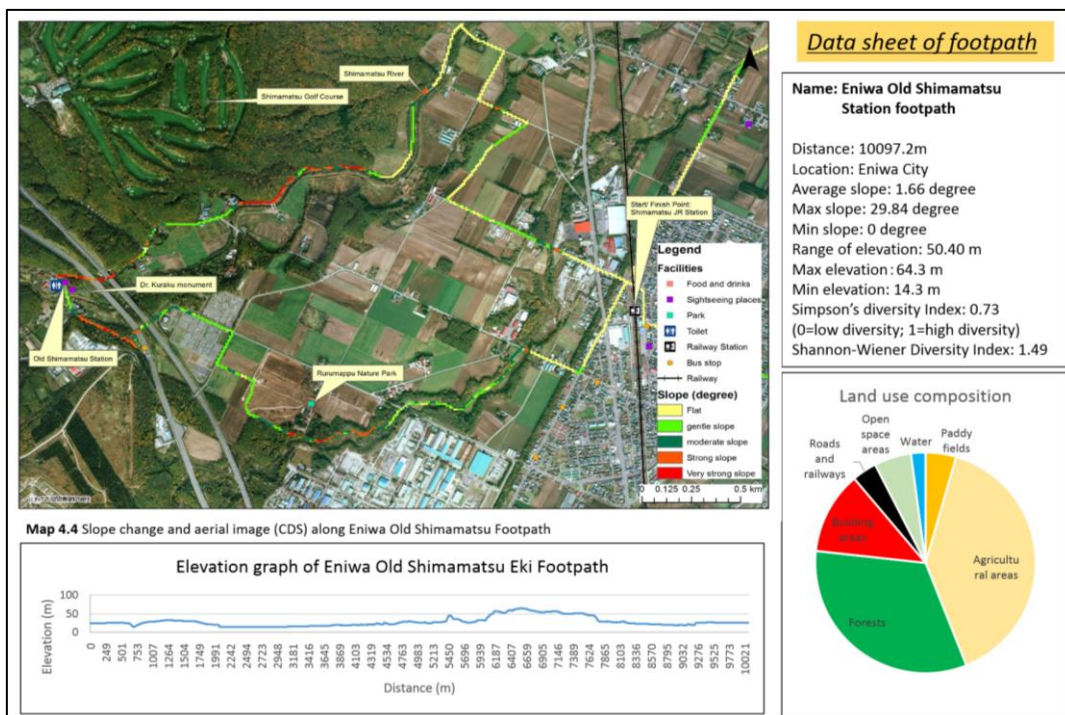 Data sheet of footpath
Name: Eniwa Old Shimamatsu
Station footpath
Distance: 10097.2m
Location: Eniwa City
Average slope: 1.66 degree
Max slope: 29.84 degree
Min slope: 0 degree
Range of elevation: 50.40 m
Max elevation : 64.3 m
Min elevation : 14.3 m
Simpson's diversity Index: 0.73
(0=low diversity; 1=high diversity)
Shannon-Wiener Diversity Index: 1.49
Shimamatsu River
Shimamatsu Golf Course
Start/ Finish Point:
Shimamatsu JR Station
Dr. Kuraku monument
Old Shimamatsu Station
Rurumappu Nature Park
Legend
Facilities
Food and drinks
Sightseeing places
Park
Toilet
Railway Station
Bus stop
Railway
Slope (degree)
Flat
gentle slope
moderate slope
Strong slope
Very strong slope
0 0.125 0.25 0.5 km
Map 4.4 Slope change and aerial image (CDS) along Eniwa Old Shimamatsu Footpath
Elevation graph of Eniwa Old Shimamatsu Eki Footpath
Elevation (m)
100
50
0
0 249 501 753 1007 1264 1504 1749 1991 2242 2494 2723 2948 3181 3416 3645 3869 4103 4319 4534 4763 4983 5213 5450 5696 5939 6187 6407 6659 6905 7146 7389 7624 7865 8103 8336 8570 8795 9032 9276 9525 9773 10021
Distance (m)
Land use composition
Open
space
areas
Water
Paddy
fields
Roads
and
railways
Building
areas
Agricultu
ral areas
Forests